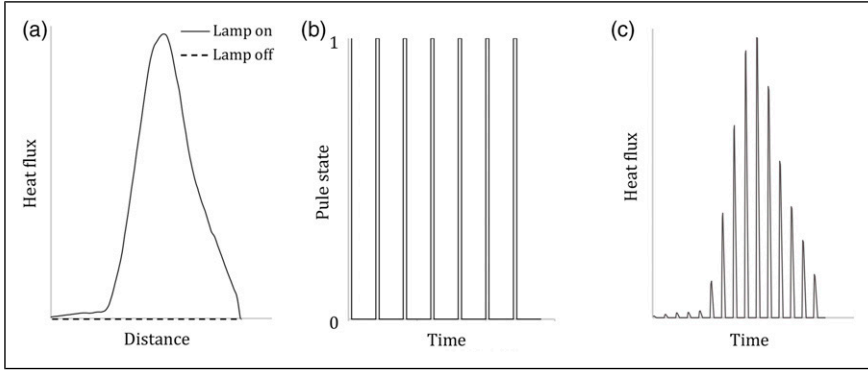 (a)
Lamp on
Lamp off
Heat flux
Distance
(b)
1
Pule state
0
Time
(c)
Heat flux
Time